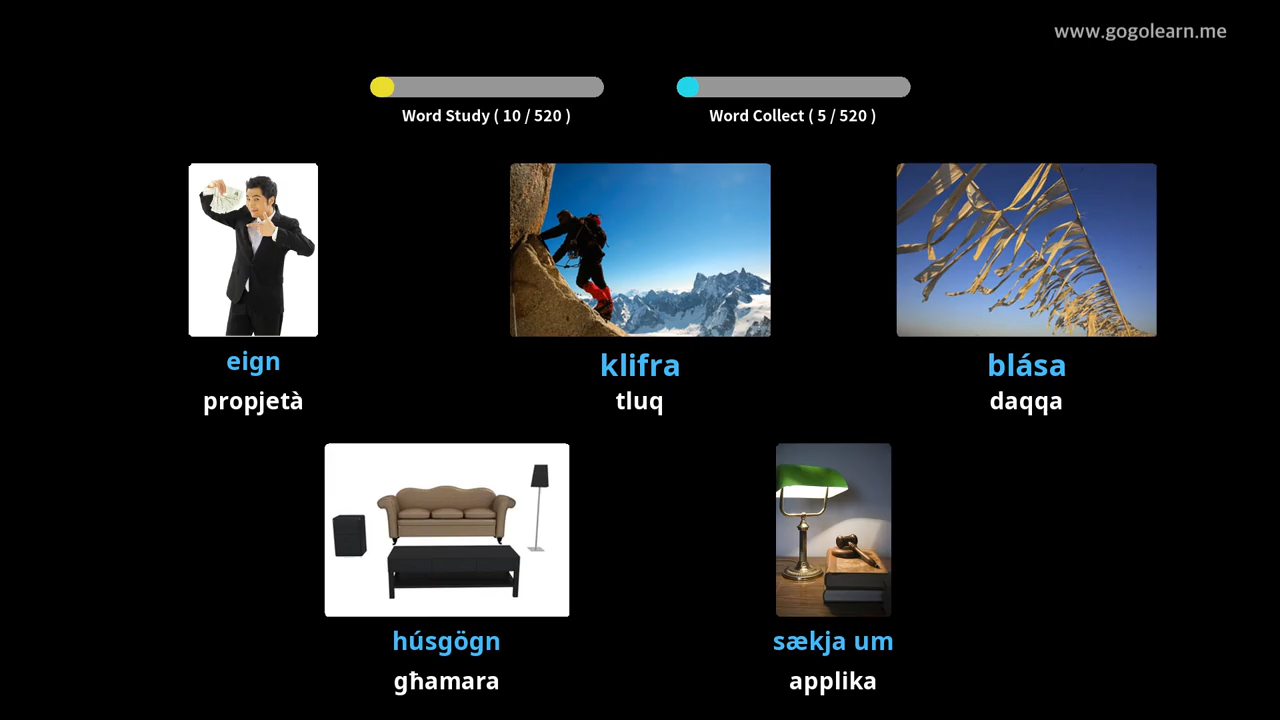 www.gogolearn.me
Word Study ( 10 / 520 )
Word Collect ( 5 / 520 )
eign
propjetà
klifra
tluq
blása
daqqa
húsgögn
għamara
sækja um
applika